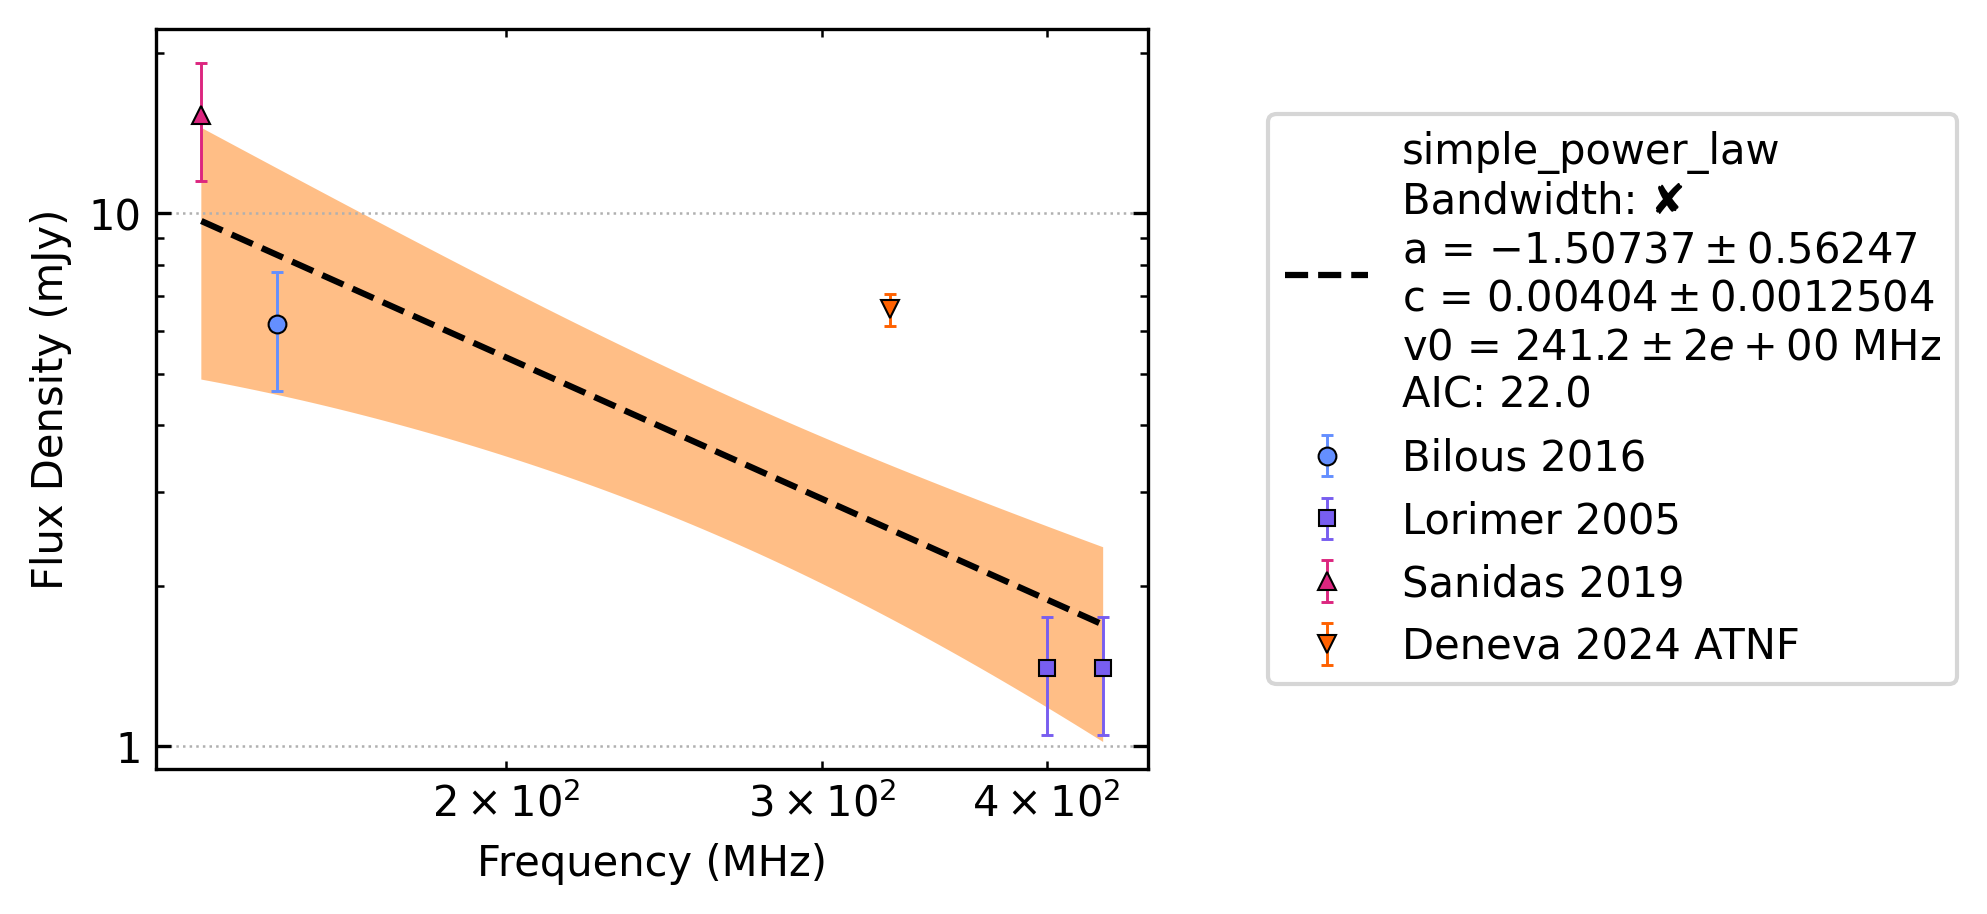 10
1
Flux Density (mJy)
2 × 10²
3 × 10²
4 × 10²
Frequency (MHz)
simple_power_law
Bandwidth: ✘
a = −1.50737 ± 0.56247
c = 0.00404 ± 0.0012504
v0 = 241.2 ± 2e + 00 MHz
AIC: 22.0
Bilous 2016
Lorimer 2005
Sanidas 2019
Deneva 2024 ATNF